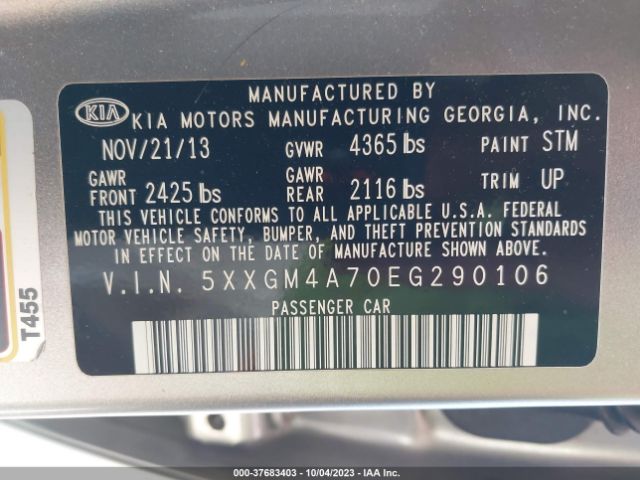 MANUFACTURED BY
KIA KIA MOTORS MANUFACTURING GEORGIA, INC.
NOV/21/13 GVWR 4365 lbs PAINT STM
GAWR FRONT 2425 lbs GAWR REAR 2116 lbs TRIM UP
THIS VEHICLE CONFORMS TO ALL APPLICABLE U.S.A. FEDERAL
MOTOR VEHICLE SAFETY, BUMPER, AND THEFT PREVENTION STANDARDS
IN EFFECT ON THE DATE OF MANUFACTURE SHOWN ABOVE.
V.I.N. 5XXGM4A70EG290106
PASSENGER CAR
T455
000-37683403 - 10/04/2023 - IAA Inc.